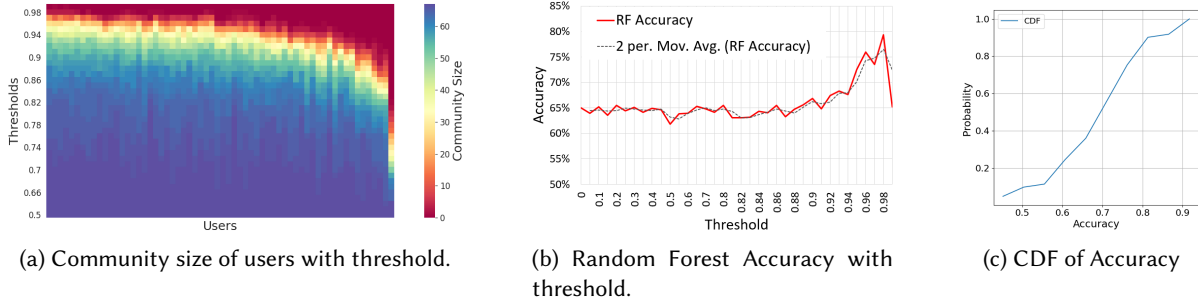 0.98
0.94
0.9
0.86
0.82
0.78
0.74
0.7
0.66
0.5
Thresholds
Users
60
50
40
30
20
10
0
Community Size
(a) Community size of users with threshold.
85%
80%
75%
70%
65%
60%
55%
50%
Accuracy
RF Accuracy
2 per. Mov. Avg. (RF Accuracy)
0 0.1 0.2 0.3 0.4 0.5 0.6 0.7 0.8 0.82 0.84 0.86 0.88 0.9 0.92 0.94 0.96 0.98
Threshold
(b) Random Forest Accuracy with
threshold.
1.0
0.8
0.6
0.4
0.2
Probability
CDF
0.5 0.6 0.7 0.8 0.9
Accuracy
(c) CDF of Accuracy